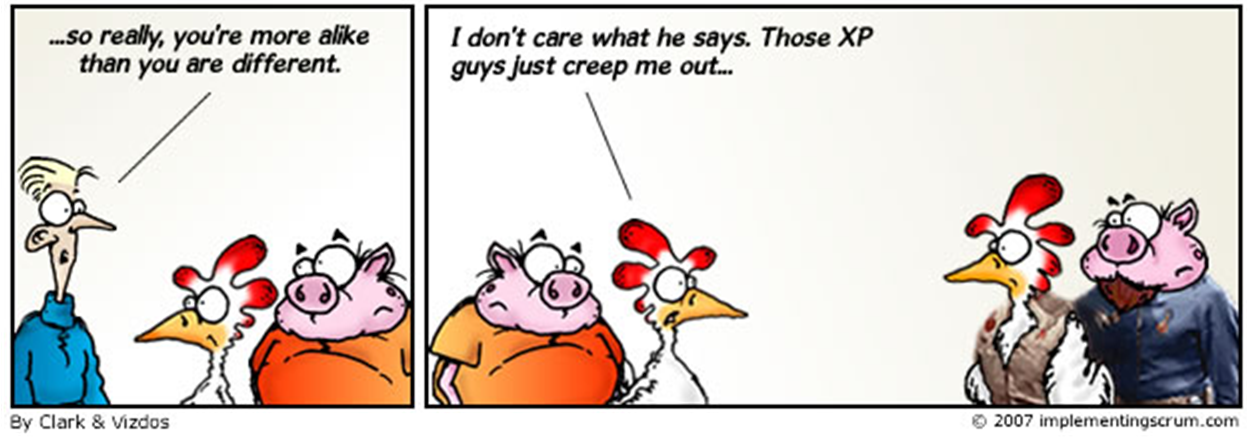 ...so really, you're more alike
than you are different.
I don't care what he says. Those XP
guys just creep me out...
By Clark & Vizdos
© 2007 implementingscrum.com